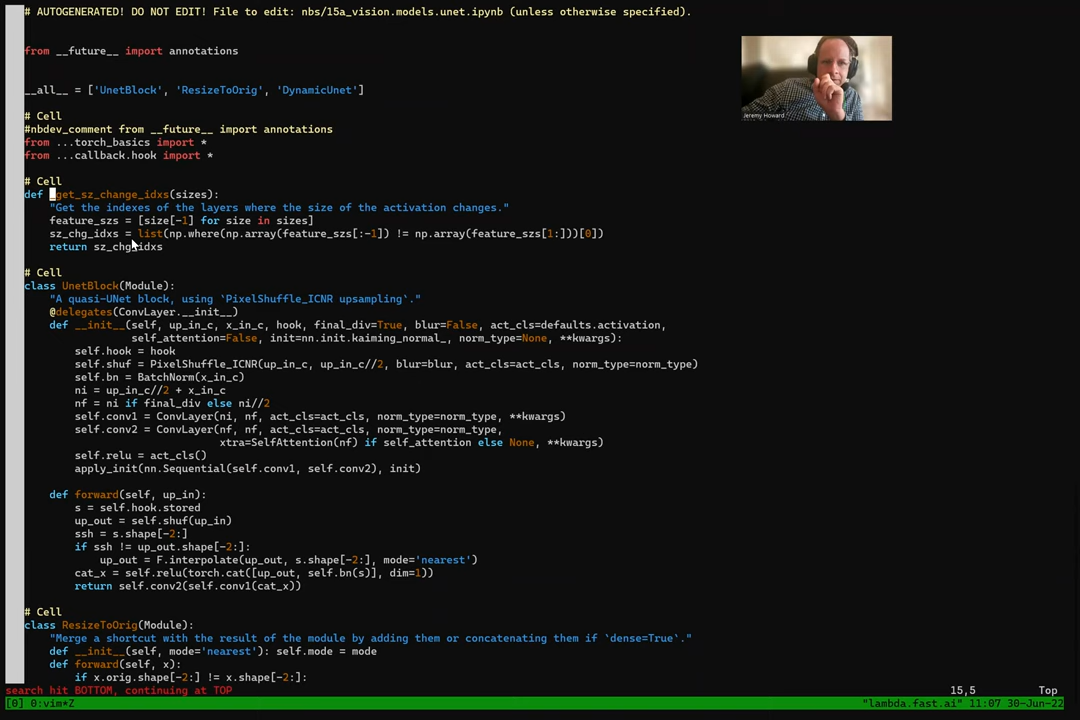 # AUTOGENERATED! DO NOT EDIT! File to edit: nbs/15a_vision.models.unet.ipynb (unless otherwise specified).
from __future__ import annotations
__all__ = ['UnetBlock', 'ResizeToOrig', 'DynamicUnet']
# Cell
#nbdev_comment from __future__ import annotations
from ...torch_basics import *
from ...callback.hook import *
# Cell
def _get_sz_change_idxs(sizes):
"Get the indexes of the layers where the size of the activation changes."
feature_szs = [size[-1] for size in sizes]
sz_chg_idxs = list(np.where(np.array(feature_szs[:-1]) != np.array(feature_szs[1:]))[0])
return sz_chg_idxs
# Cell
class UnetBlock(Module):
"A quasi-UNet block, using `PixelShuffle_ICNR upsampling`."
@delegates(ConvLayer.__init__)
def __init__(self, up_in_c, x_in_c, hook, final_div=True, blur=False, act_cls=defaults.activation,
self_attention=False, init=nn.init.kaiming_normal_, norm_type=None, **kwargs):
self.hook = hook
self.shuf = PixelShuffle_ICNR(up_in_c, up_in_c//2, blur=blur, act_cls=act_cls, norm_type=norm_type)
self.bn = BatchNorm(x_in_c)
ni = up_in_c//2 + x_in_c
nf = ni if final_div else ni//2
self.conv1 = ConvLayer(ni, nf, act_cls=act_cls, norm_type=norm_type, **kwargs)
self.conv2 = ConvLayer(nf, nf, act_cls=act_cls, norm_type=norm_type,
xtra=SelfAttention(nf) if self_attention else None, **kwargs)
self.relu = act_cls()
apply_init(nn.Sequential(self.conv1, self.conv2), init)
def forward(self, up_in):
s = self.hook.stored
up_out = self.shuf(up_in)
ssh = s.shape[-2:]
if ssh != up_out.shape[-2:]:
up_out = F.interpolate(up_out, s.shape[-2:], mode='nearest')
cat_x = self.relu(torch.cat([up_out, self.bn(s)], dim=1))
return self.conv2(self.conv1(cat_x))
# Cell
class ResizeToOrig(Module):
"Merge a shortcut with the result of the module by adding them or concatenating them if `dense=True`."
def __init__(self, mode='nearest'): self.mode = mode
def forward(self, x):
if x.orig.shape[-2:] != x.shape[-2:]:
search hit BOTTOM, continuing at TOP 15,5 Top
[0] 0:vim*Z "lambda.fast.ai" 11:07 30-Jun-22
Jeremy Howard